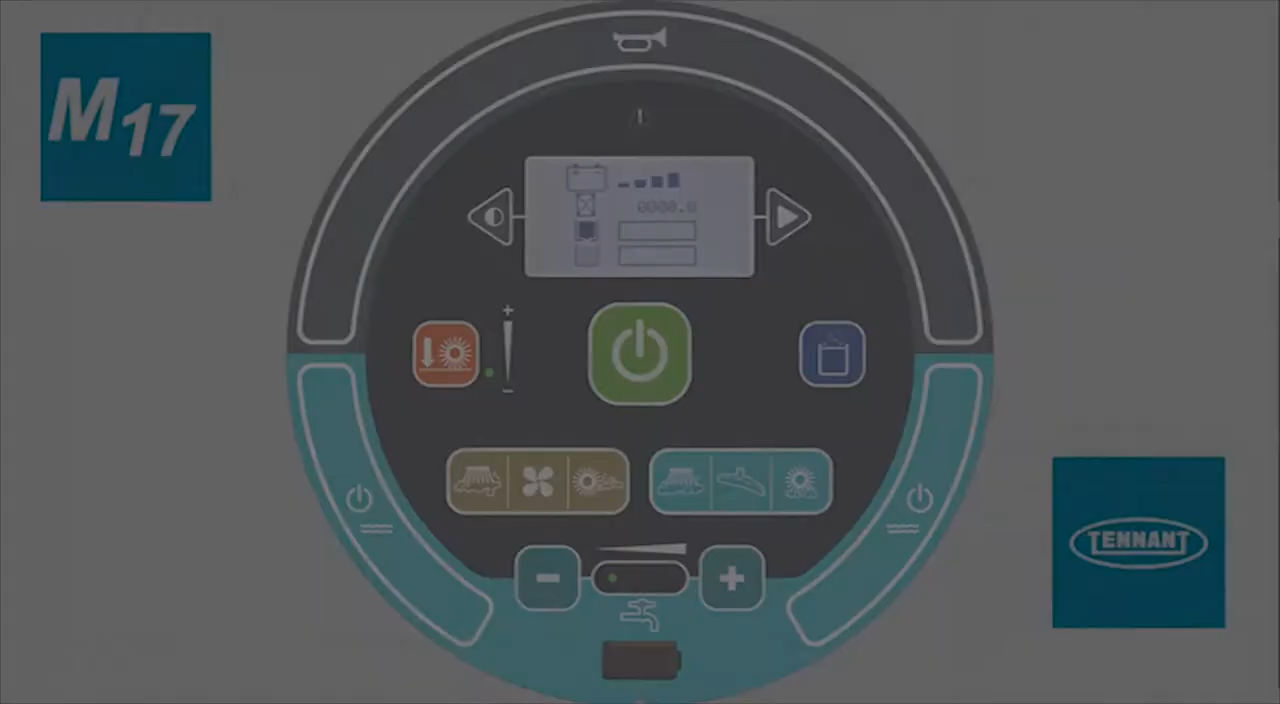 M17
0000.0
+
−
TENNANT
−
+